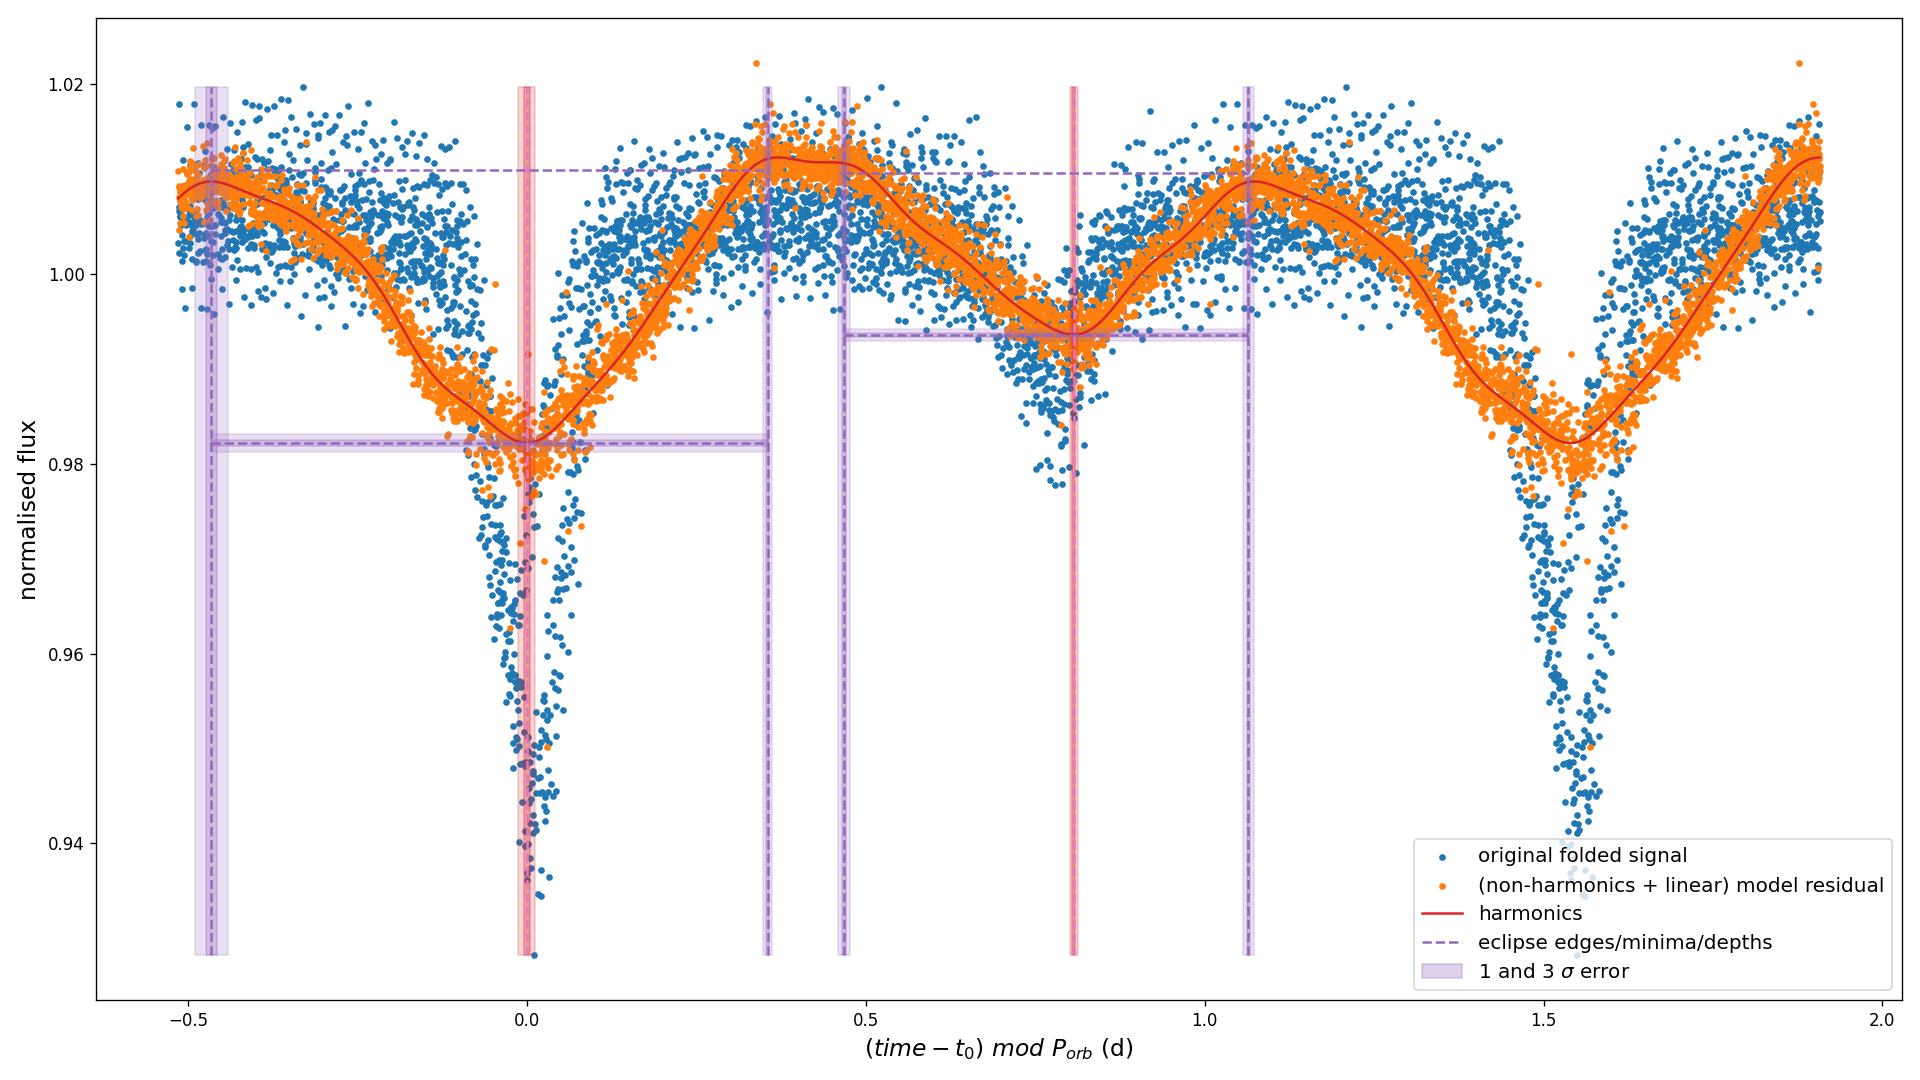 1.02
1.00
0.98
0.96
0.94
normalised flux
−0.5
0.0
0.5
1.0
1.5
2.0
(time − t₀) mod Pₒᵣb (d)
original folded signal
(non-harmonics + linear) model residual
harmonics
eclipse edges/minima/depths
1 and 3 σ error